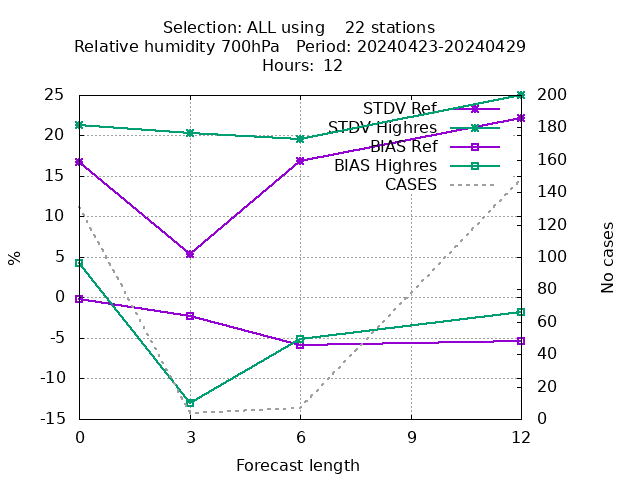 Selection: ALL using 22 stations
Relative humidity 700hPa Period: 20240423-20240429
Hours: 12
25
20
15
10
5
0
-5
-10
-15
%
200
180
160
140
120
100
80
60
40
20
0
No cases
STDV Ref
STDV Highres
BIAS Ref
BIAS Highres
CASES
0 3 6 9 12
Forecast length